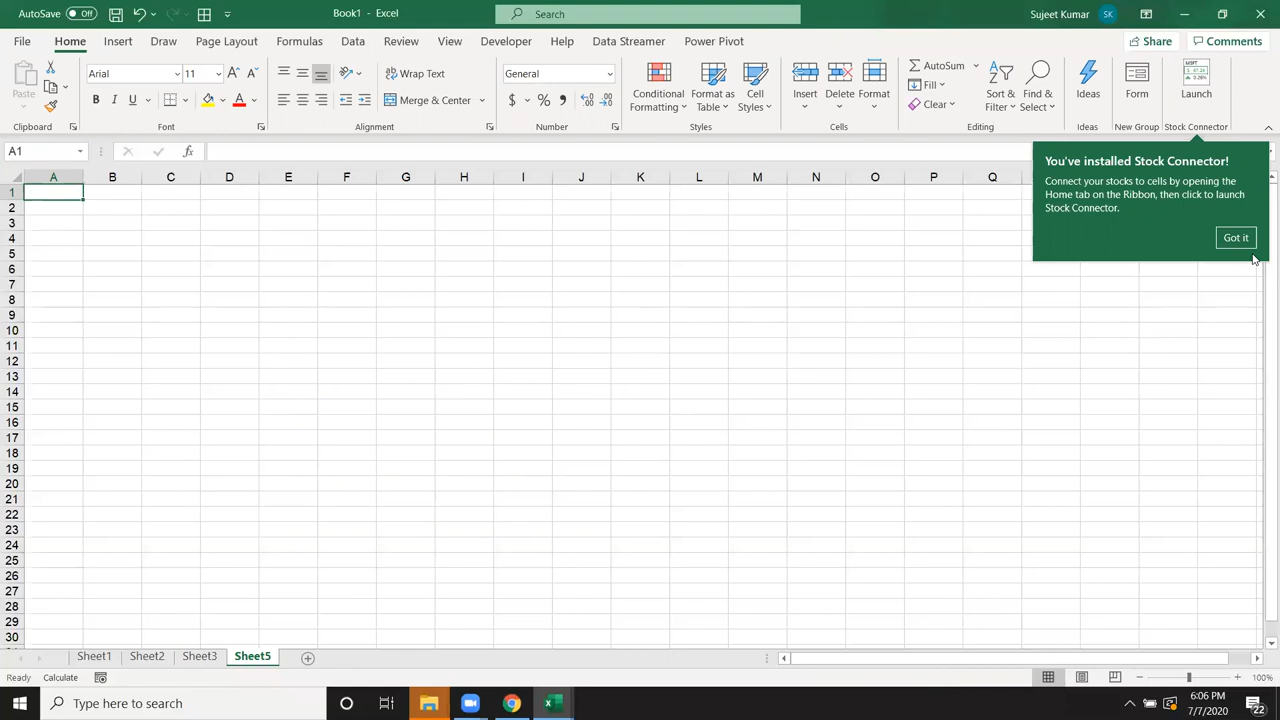 AutoSave Off Book1 - Excel Search Sujeet Kumar SK
File Home Insert Draw Page Layout Formulas Data Review View Developer Help Data Streamer Power Pivot Share Comments
Paste Arial 11 A A Wrap Text General Conditional Formatting Format as Table Cell Styles Insert Delete Format AutoSum Fill Clear Sort & Filter Find & Select Ideas Form MSFT Launch
B I U A Merge & Center $ % ,
Clipboard Font Alignment Number Styles Cells Editing Ideas New Group Stock Connector
A1 fx
You've installed Stock Connector!
Connect your stocks to cells by opening the
Home tab on the Ribbon, then click to launch
Stock Connector.
Got it
A B C D E F G H I J K L M N O P Q
1
2
3
4
5
6
7
8
9
10
11
12
13
14
15
16
17
18
19
20
21
22
23
24
25
26
27
28
29
30
Sheet1 Sheet2 Sheet3 Sheet5
Ready Calculate 100%
Type here to search 6:06 PM
7/7/2020 22